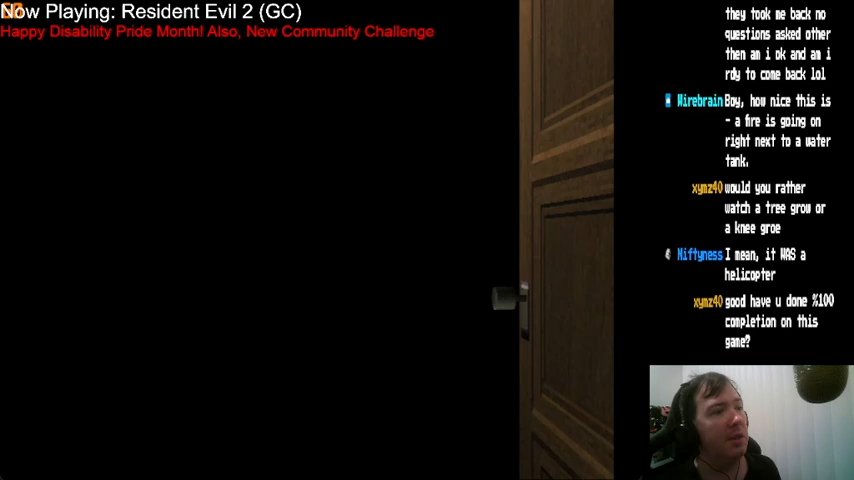 Now Playing: Resident Evil 2 (GC)
Happy Disability Pride Month! Also, New Community Challenge
they took me back no
questions asked other
then am i ok and am i
rdy to come back lol
Wirebrain Boy, how nice this is
- a fire is going on
right next to a water
tank.
xymz40 would you rather
watch a tree grow or
a knee groe
Niftyness I mean, it WAS a
helicopter
xymz40 good have u done %100
completion on this
game?